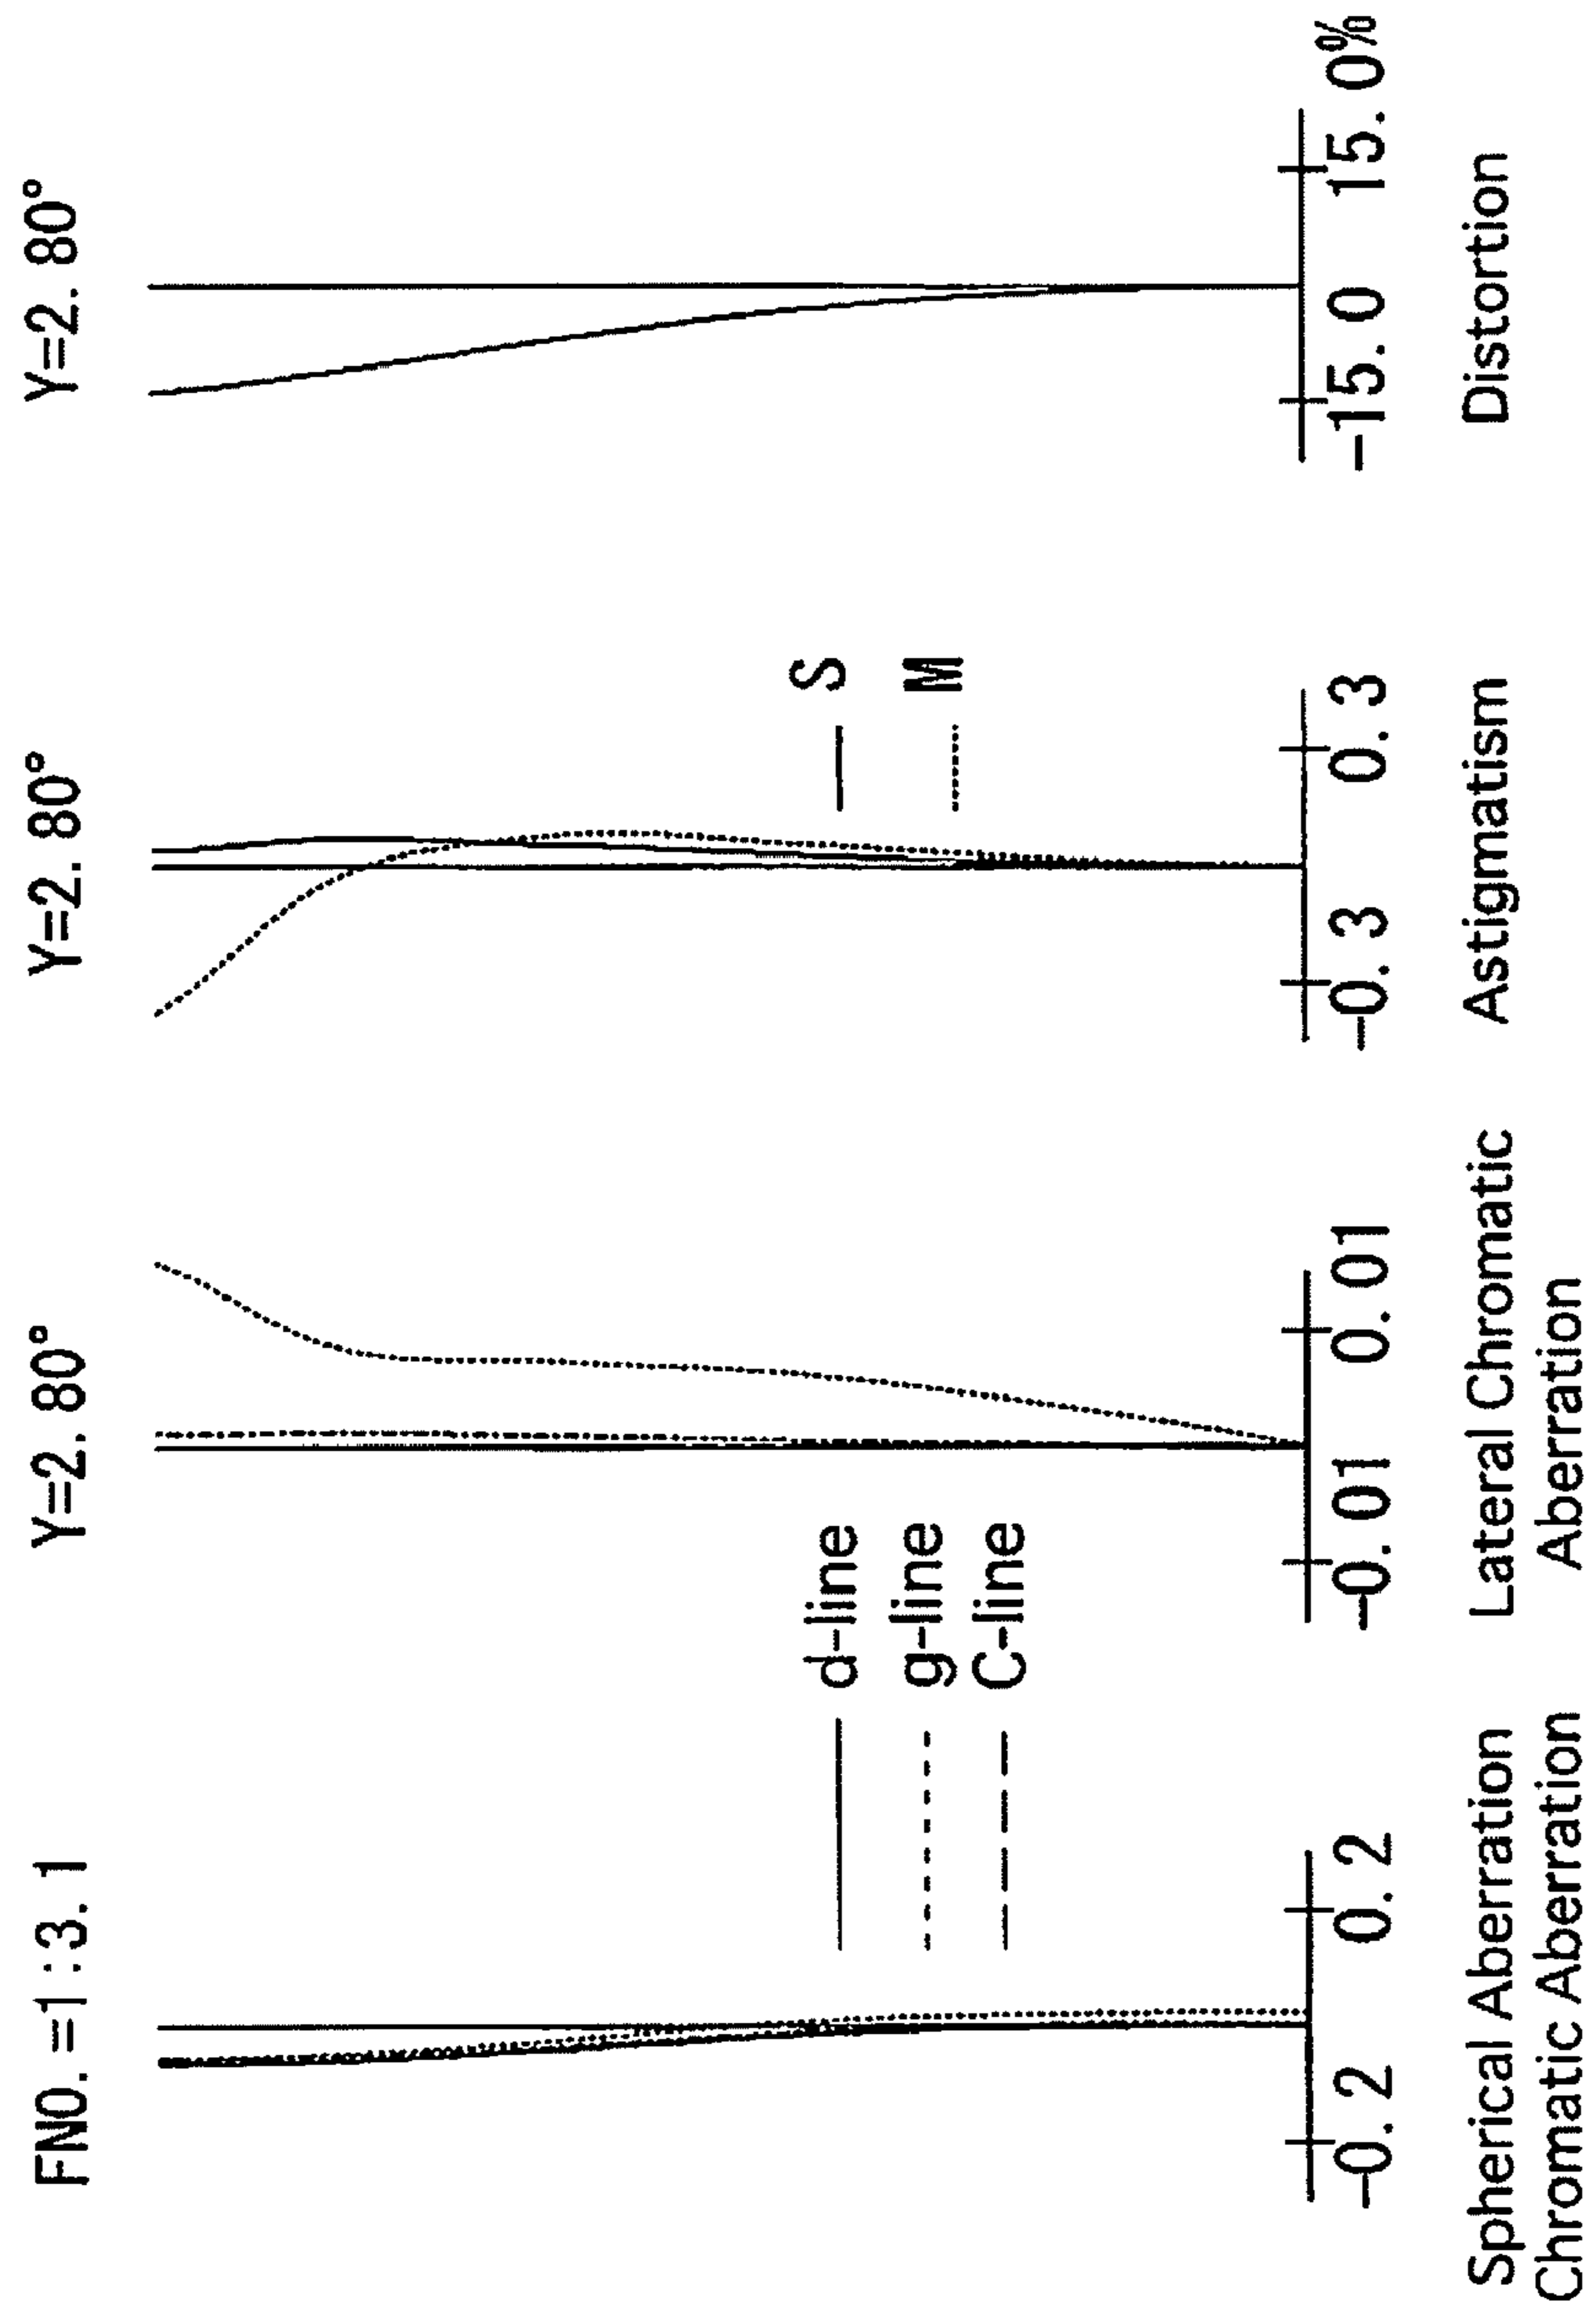 FNO. =1 :3. 1
0. 2
-0. 2
Spherical Aberration
Chromatic Aberration
d-line
g-line
C-line
Y=2. 80°
0. 01
-0. 01
Lateral Chromatic
Aberration
Y=2. 80°
S
M
0. 3
-0. 3
Astigmatism
Y=2. 80°
15. 0%
-15. 0
Distortion